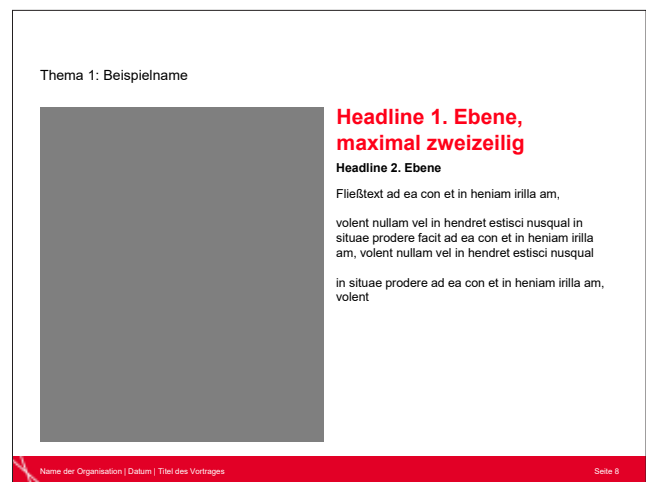 Thema 1: Beispielname
Headline 1. Ebene,
maximal zweizeilig
Headline 2. Ebene
Fließtext ad ea con et in heniam irilla am,
volent nullam vel in hendret estisci nusqual in
situae prodere facit ad ea con et in heniam irilla
am, volent nullam vel in hendret estisci nusqual
in situae prodere ad ea con et in heniam irilla am,
volent
Name der Organisation | Datum | Titel des Vortrages
Seite 8